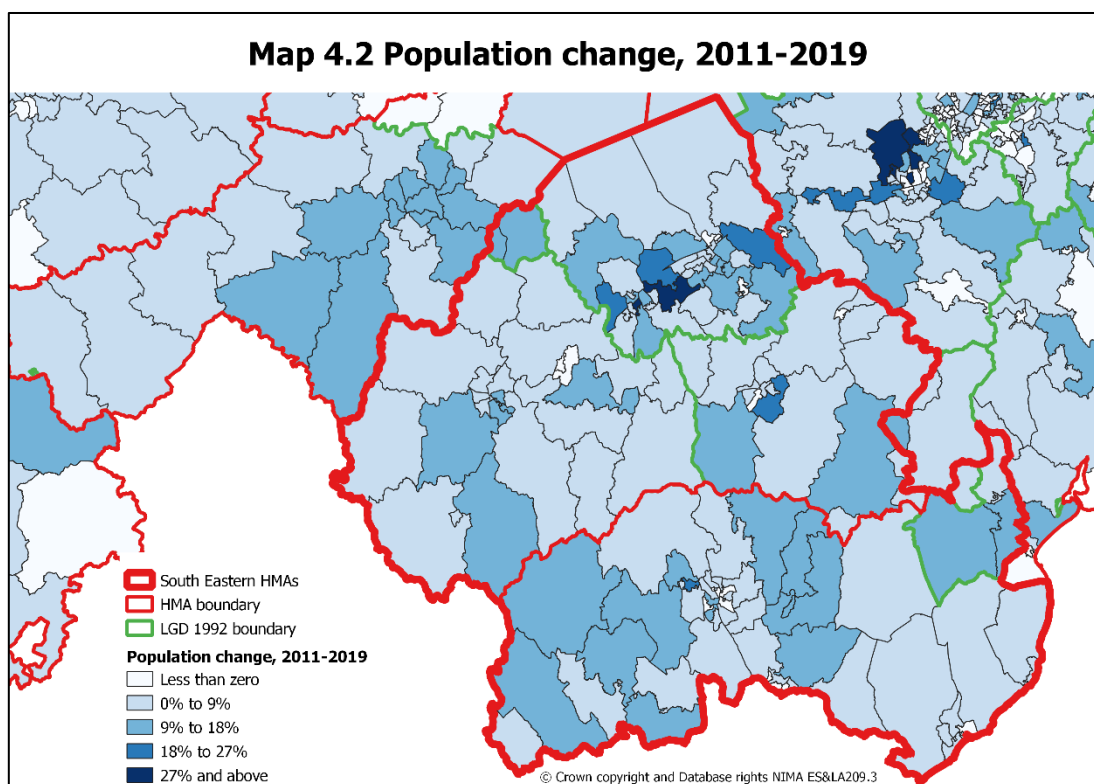 Map 4.2 Population change, 2011-2019
South Eastern HMAs
HMA boundary
LGD 1992 boundary
Population change, 2011-2019
Less than zero
0% to 9%
9% to 18%
18% to 27%
27% and above
© Crown copyright and Database rights NIMA ES&LA209.3